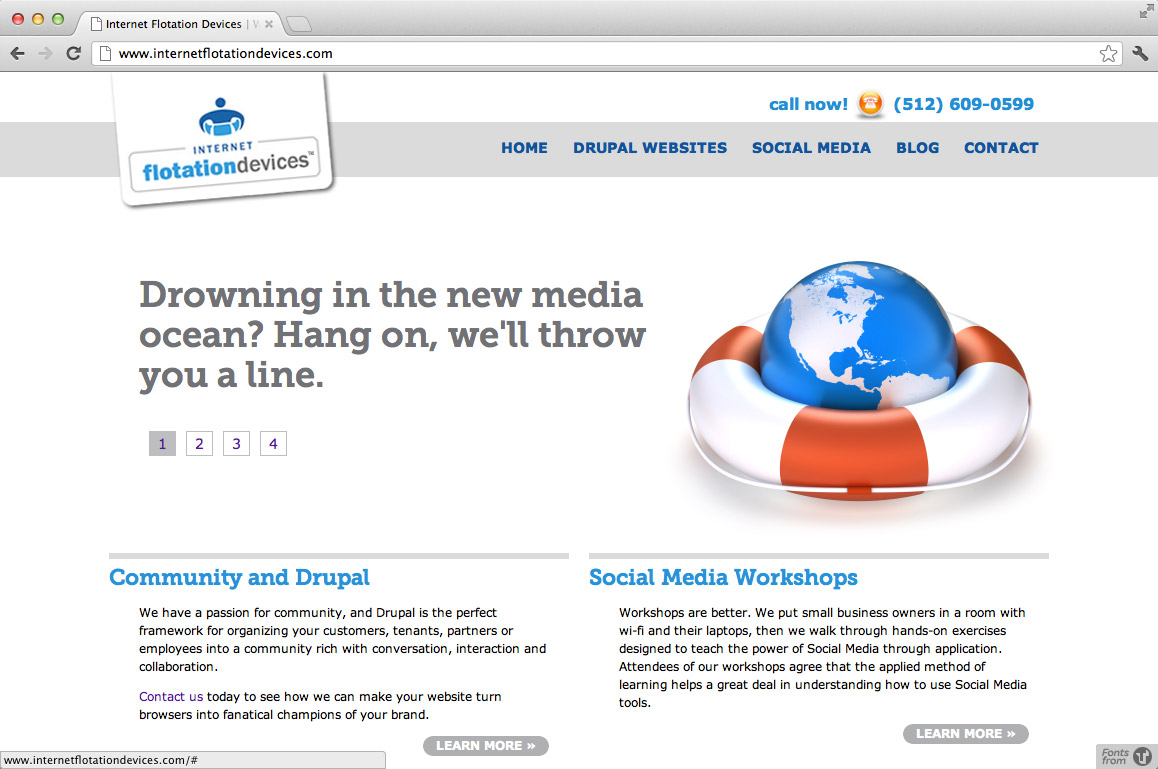 Internet Flotation Devices |
www.internetflotationdevices.com
INTERNET
flotationdevices™
call now! (512) 609-0599
HOME DRUPAL WEBSITES SOCIAL MEDIA BLOG CONTACT
Drowning in the new media
ocean? Hang on, we'll throw
you a line.
1 2 3 4
Community and Drupal
We have a passion for community, and Drupal is the perfect
framework for organizing your customers, tenants, partners or
employees into a community rich with conversation, interaction and
collaboration.
Contact us today to see how we can make your website turn
browsers into fanatical champions of your brand.
LEARN MORE »
Social Media Workshops
Workshops are better. We put small business owners in a room with
wi-fi and their laptops, then we walk through hands-on exercises
designed to teach the power of Social Media through application.
Attendees of our workshops agree that the applied method of
learning helps a great deal in understanding how to use Social Media
tools.
LEARN MORE »
www.internetflotationdevices.com/#
Fonts
from